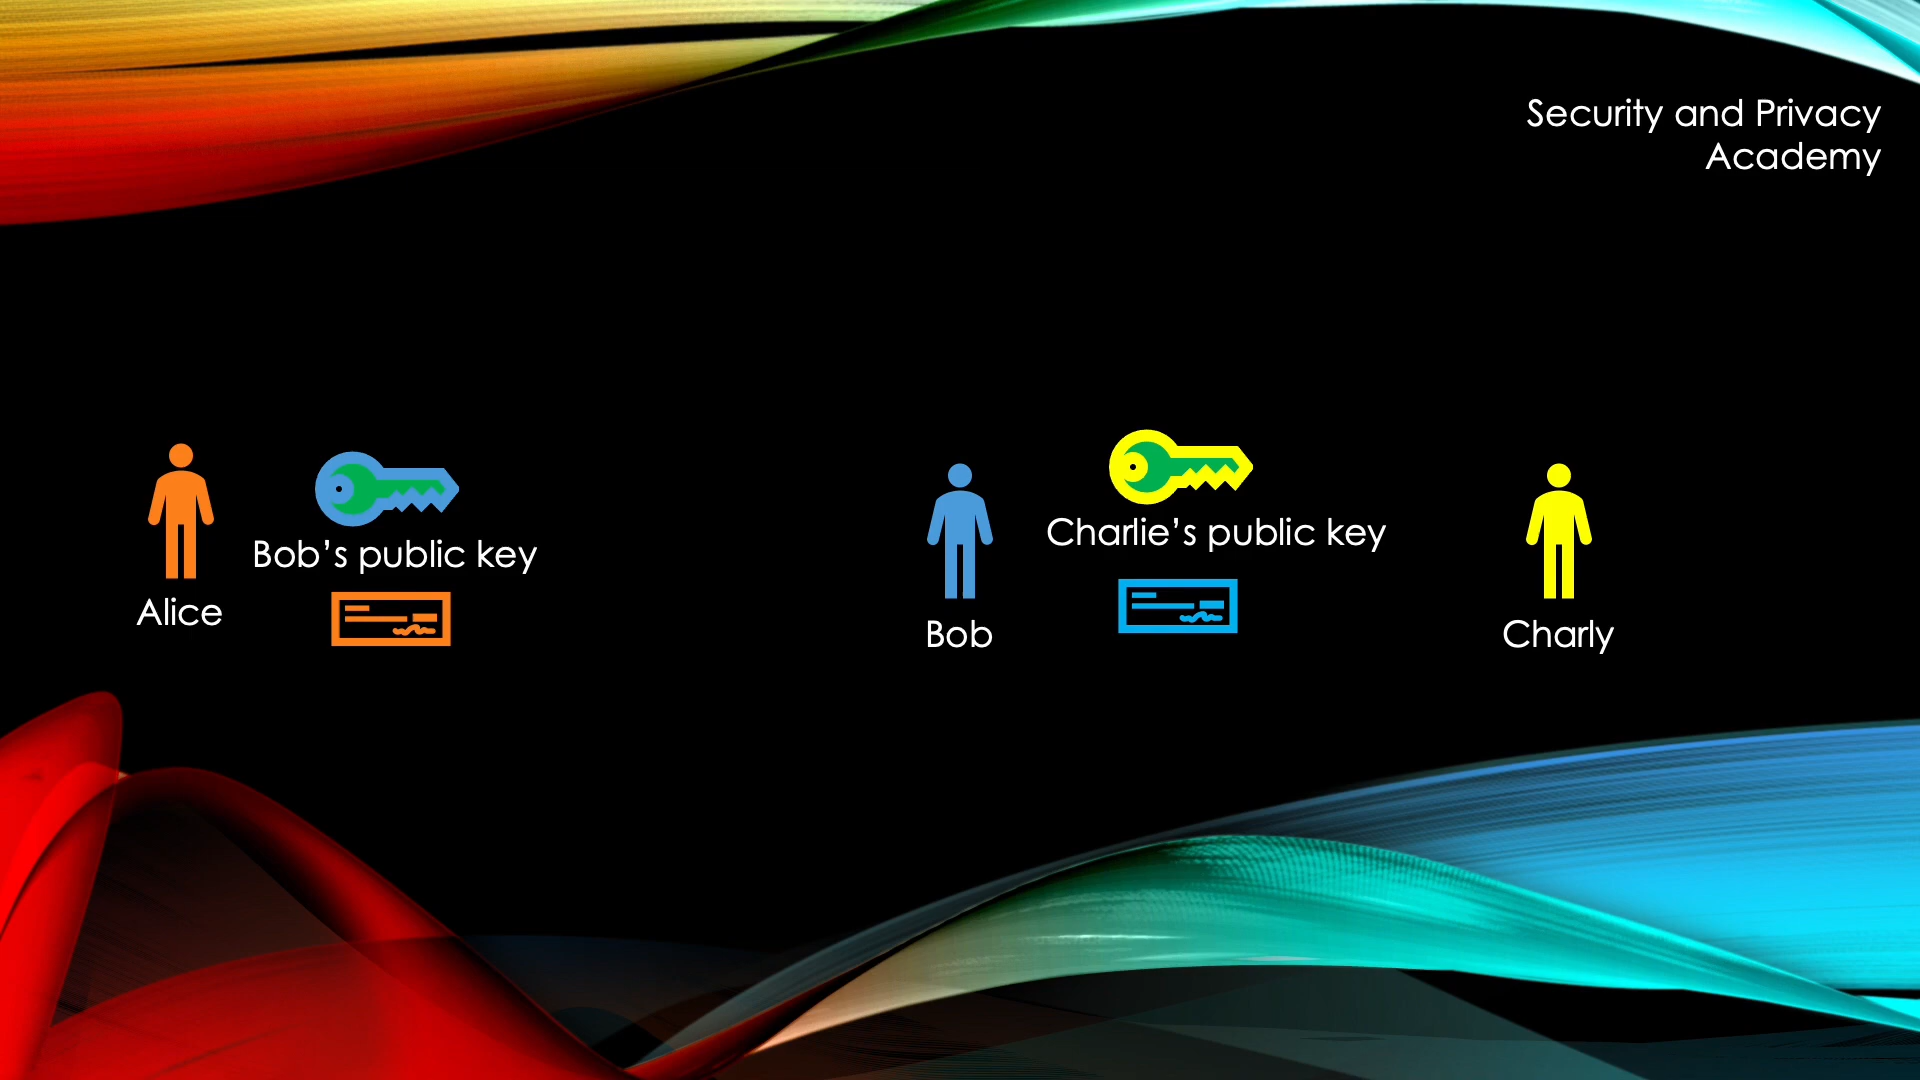 Security and Privacy
Academy
Bob’s public key
Alice
Charlie’s public key
Bob
Charly